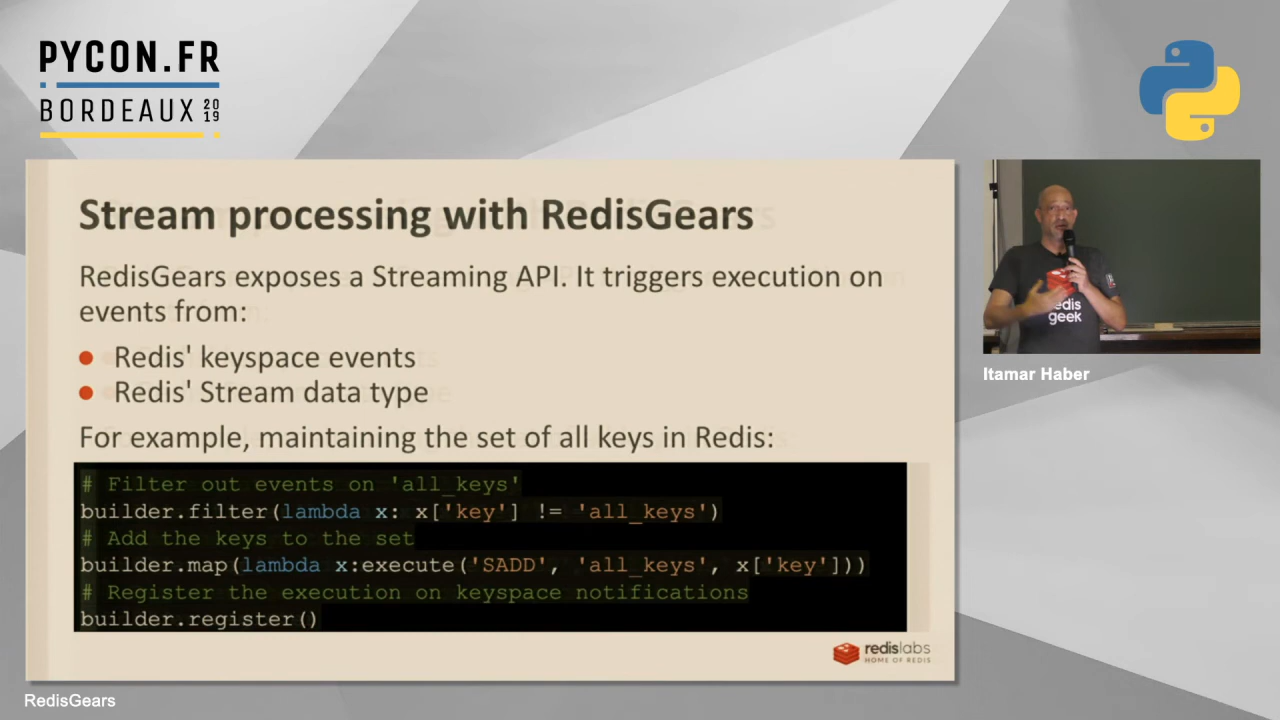 PYCON.FR
BORDEAUX 2019
Stream processing with RedisGears
RedisGears exposes a Streaming API. It triggers execution on
events from:
Redis' keyspace events
Redis' Stream data type
For example, maintaining the set of all keys in Redis:
# Filter out events on 'all_keys'
builder.filter(lambda x: x['key'] != 'all_keys')
# Add the keys to the set
builder.map(lambda x:execute('SADD', 'all_keys', x['key']))
# Register the execution on keyspace notifications
builder.register()
redislabs
HOME OF REDIS
redis
geek
Itamar Haber
RedisGears